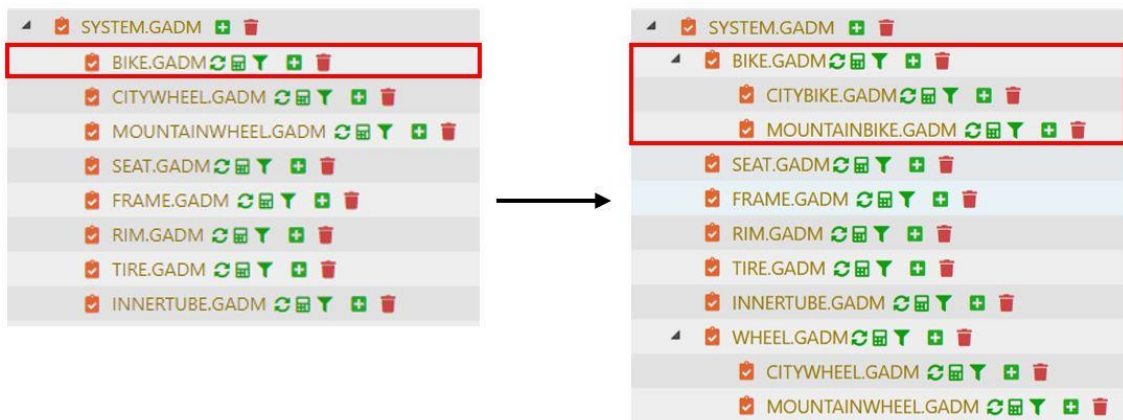 SYSTEM.GADM
BIKE.GADM
CITYWHEEL.GADM
MOUNTAINWHEEL.GADM
SEAT.GADM
FRAME.GADM
RIM.GADM
TIRE.GADM
INNERTUBE.GADM
SYSTEM.GADM
BIKE.GADM
CITYBIKE.GADM
MOUNTAINBIKE.GADM
SEAT.GADM
FRAME.GADM
RIM.GADM
TIRE.GADM
INNERTUBE.GADM
WHEEL.GADM
CITYWHEEL.GADM
MOUNTAINWHEEL.GADM